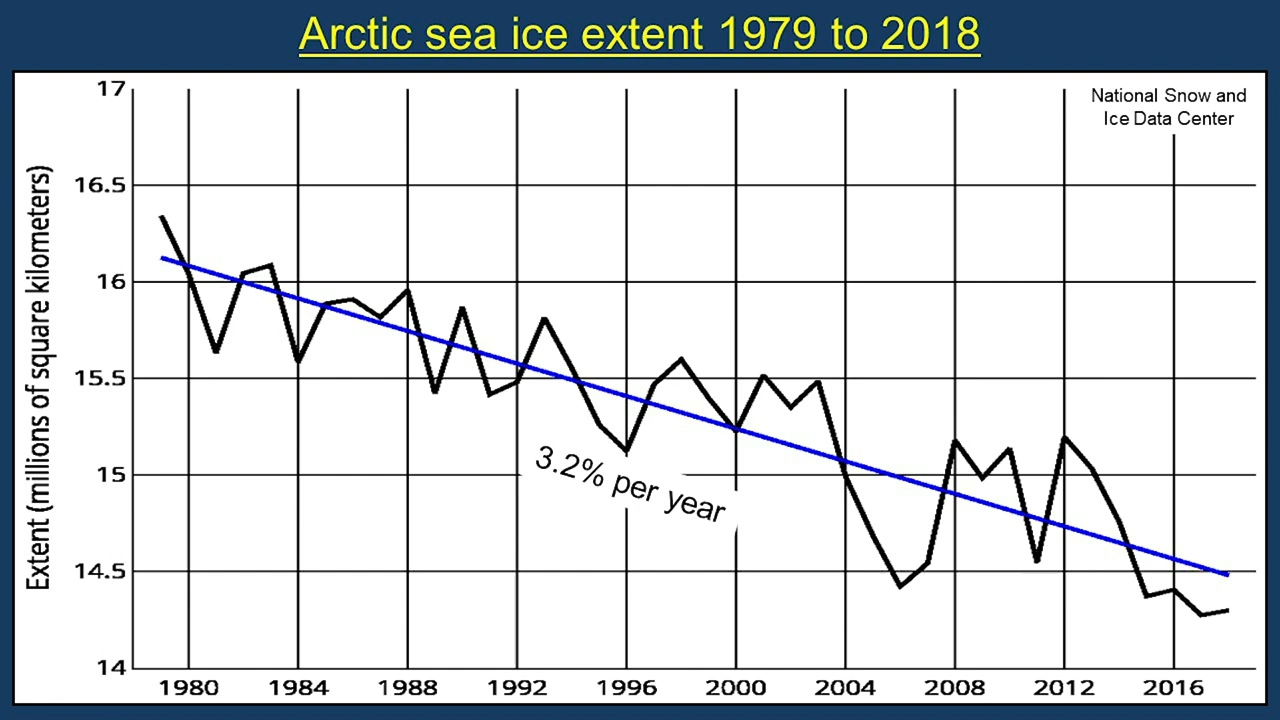 Arctic sea ice extent 1979 to 2018
National Snow and
Ice Data Center
Extent (millions of square kilometers)
17
16.5
16
15.5
15
14.5
14
3.2% per year
1980 1984 1988 1992 1996 2000 2004 2008 2012 2016